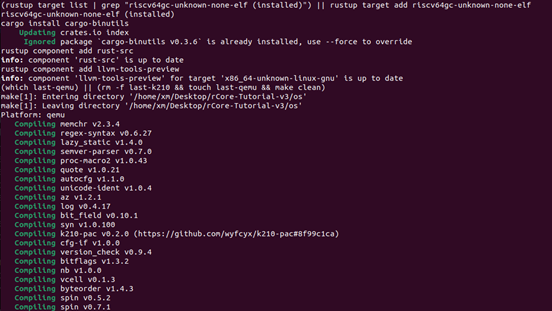 (rustup target list | grep "riscv64gc-unknown-none-elf (installed)") || rustup target add riscv64gc-unknown-none-elf
riscv64gc-unknown-none-elf (installed)
cargo install cargo-binutils
Updating crates.io index
Ignored package `cargo-binutils v0.3.6` is already installed, use --force to override
rustup component add rust-src
info: component 'rust-src' is up to date
rustup component add llvm-tools-preview
info: component 'llvm-tools-preview' for target 'x86_64-unknown-linux-gnu' is up to date
(which last-qemu) || (rm -f last-k210 && touch last-qemu && make clean)
make[1]: Entering directory '/home/xm/Desktop/rCore-Tutorial-v3/os'
make[1]: Leaving directory '/home/xm/Desktop/rCore-Tutorial-v3/os'
Platform: qemu
Compiling memchr v2.3.4
Compiling regex-syntax v0.6.27
Compiling lazy_static v1.4.0
Compiling semver-parser v0.7.0
Compiling proc-macro2 v1.0.43
Compiling quote v1.0.21
Compiling autocfg v1.1.0
Compiling unicode-ident v1.0.4
Compiling az v1.2.1
Compiling log v0.4.17
Compiling bit_field v0.10.1
Compiling syn v1.0.100
Compiling k210-pac v0.2.0 (https://github.com/wyfcyx/k210-pac#8f99c1ca)
Compiling cfg-if v1.0.0
Compiling version_check v0.9.4
Compiling bitflags v1.3.2
Compiling nb v1.0.0
Compiling vcell v0.1.3
Compiling byteorder v1.4.3
Compiling spin v0.5.2
Compiling spin v0.7.1